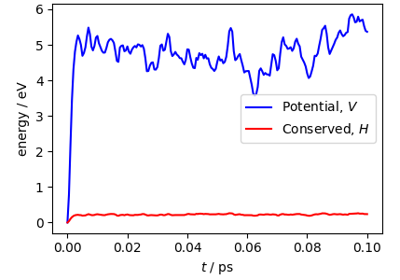 6
5
4
3
2
1
0
energy / eV
Potential, V
Conserved, H
0.00 0.02 0.04 0.06 0.08 0.10
t / ps